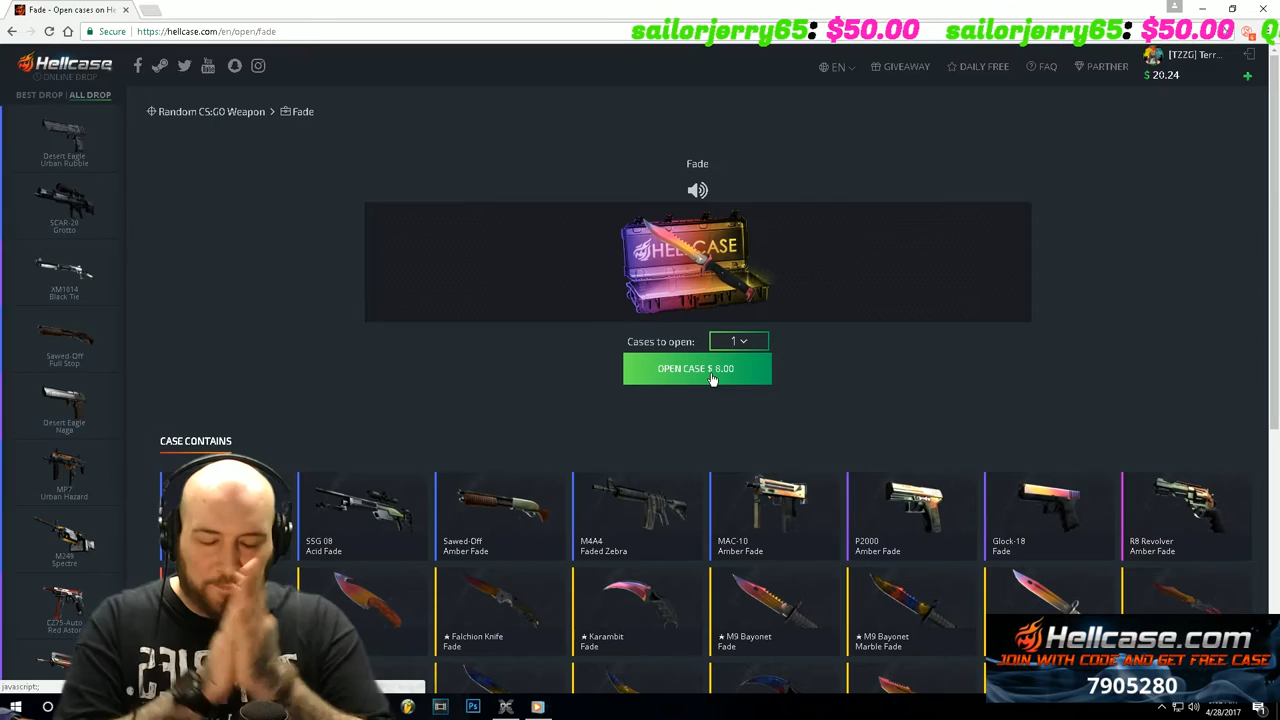 Fade - Open cases on He
Secure | https://hellcase.com/en/open/fade
sailorjerry65: $50.00 sailorjerry65: $50.00
Hellcase
ONLINE DROP
EN
GIVEAWAY
DAILY FREE
FAQ
PARTNER
[TZZG] Terr...
$ 20.24
BEST DROP | ALL DROP
Random CS:GO Weapon > Fade
Desert Eagle
Urban Rubble
SCAR-20
Grotto
XM1014
Black Tie
Sawed-Off
Full Stop
Desert Eagle
Naga
MP7
Urban Hazard
M249
Spectre
CZ75-Auto
Red Astor
Fade
HELLCASE
Cases to open: 1
OPEN CASE $ 8.00
CASE CONTAINS
SSG 08
Acid Fade
Sawed-Off
Amber Fade
M4A4
Faded Zebra
MAC-10
Amber Fade
P2000
Amber Fade
Glock-18
Fade
R8 Revolver
Amber Fade
★ Falchion Knife
Fade
★ Karambit
Fade
★ M9 Bayonet
Fade
★ M9 Bayonet
Marble Fade
Hellcase.com
JOIN WITH CODE AND GET FREE CASE
7905280
javascript:;
4/28/2017